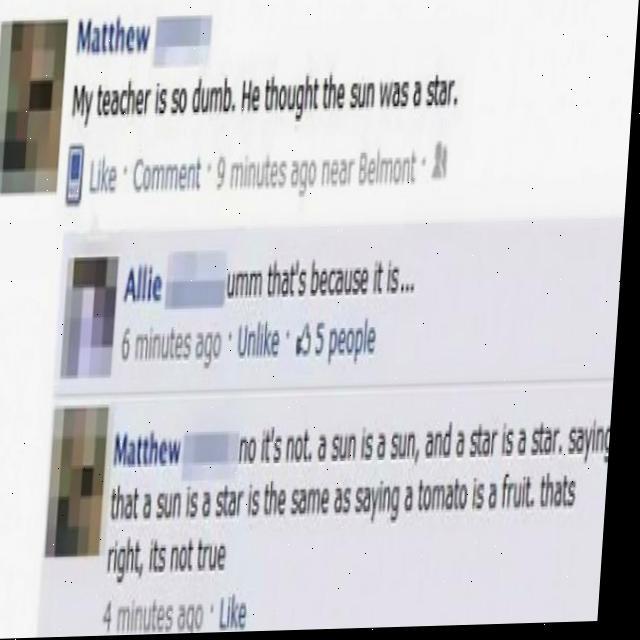 Matthew
My teacher is so dumb. He thought the sun was a star.
Like · Comment · 9 minutes ago near Belmont ·
Allie umm that's because it is...
6 minutes ago · Unlike · 5 people
Matthew no it's not. a sun is a sun, and a star is a star. saying
that a sun is a star is the same as saying a tomato is a fruit. thats
right, its not true
4 minutes ago · Like